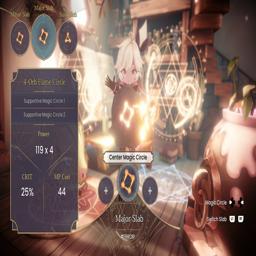 Major Slab
4-Orb Flame Circle
Supportive Magic Circle 1
Supportive Magic Circle 2
Power
119 x 4
CRIT
MP Cost
25%
44
Center Magic Circle
Major Slab
Magic Circle
Switch Slab